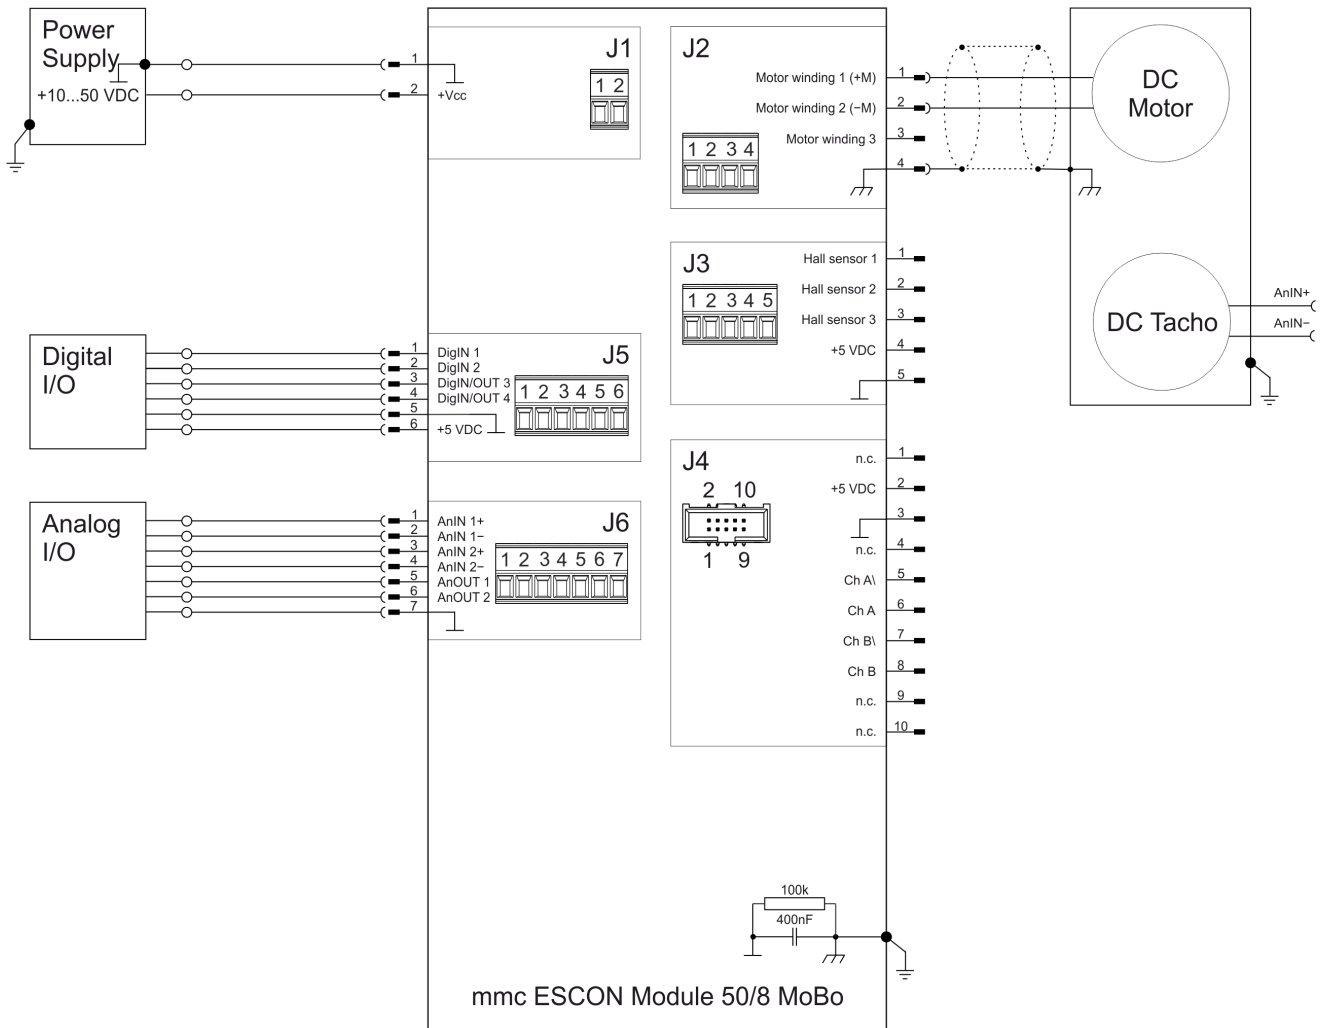 Power
Supply
+10...50 VDC
1
2
+Vcc
J1
1 2
J2
Motor winding 1 (+M)
1
Motor winding 2 (−M)
2
Motor winding 3
3
4
1 2 3 4
DC
Motor
J3
Hall sensor 1
1
Hall sensor 2
2
Hall sensor 3
3
+5 VDC
4
5
1 2 3 4 5
DC Tacho
AnIN+
AnIN−
Digital
I/O
1
DigIN 1
2
DigIN 2
3
DigIN/OUT 3
4
DigIN/OUT 4
5
6
+5 VDC
J5
1 2 3 4 5 6
J4
2 10
1 9
n.c.
1
+5 VDC
2
3
n.c.
4
Ch A\
5
Ch A
6
Ch B\
7
Ch B
8
n.c.
9
n.c.
10
Analog
I/O
1
AnIN 1+
2
AnIN 1−
3
AnIN 2+
4
AnIN 2−
5
AnOUT 1
6
AnOUT 2
7
J6
1 2 3 4 5 6 7
100k
400nF
mmc ESCON Module 50/8 MoBo